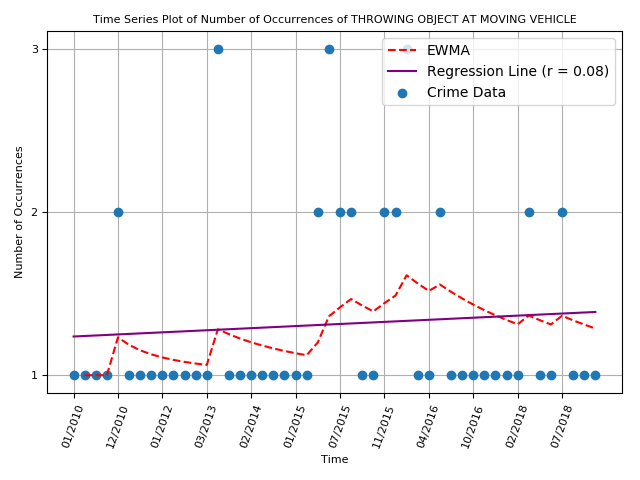 Time Series Plot of Number of Occurrences of THROWING OBJECT AT MOVING VEHICLE
EWMA
Regression Line (r = 0.08)
Crime Data
Number of Occurrences
3
2
1
01/2010
12/2010
01/2012
03/2013
02/2014
01/2015
07/2015
11/2015
04/2016
10/2016
02/2018
07/2018
Time